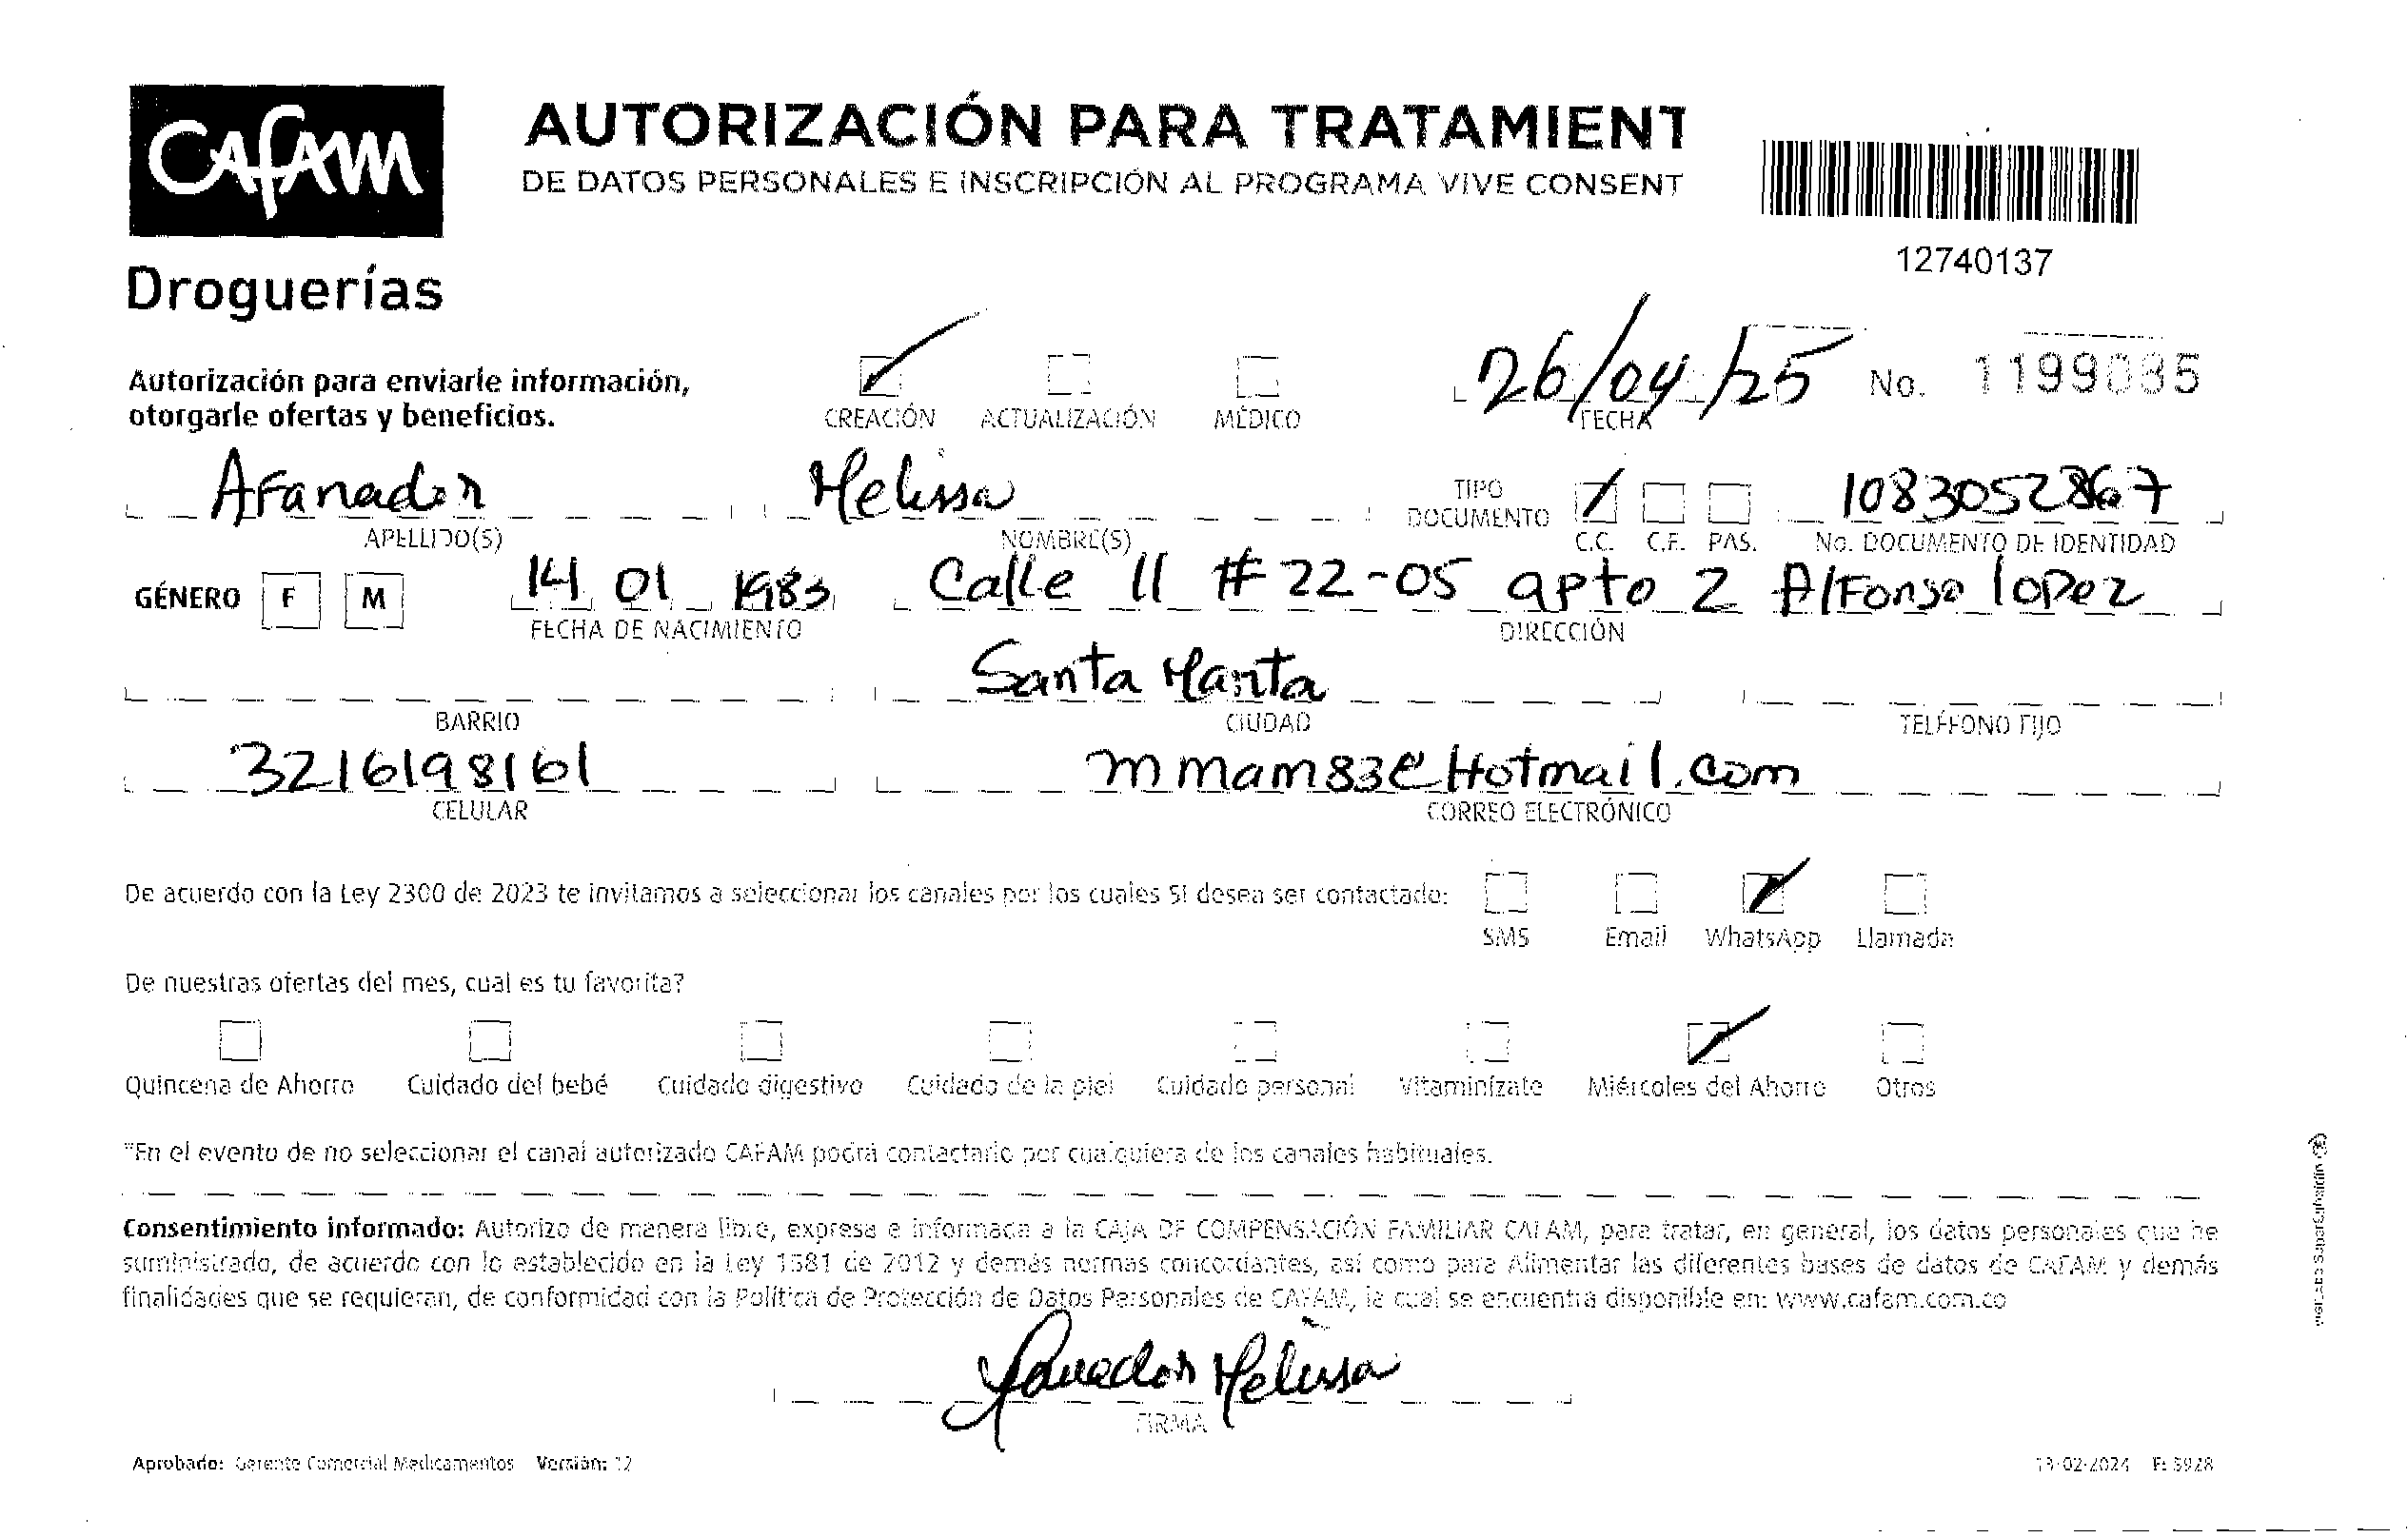 CAFAM
Droguerías
AUTORIZACIÓN PARA TRATAMIENT
DE DATOS PERSONALES E INSCRIPCIÓN AL PROGRAMA VIVE CONSENT
12740137
Autorización para enviarle información,
otorgarle ofertas y beneficios.
CREACIÓN ACTUALIZACIÓN MÉDICO
26/04/25
FECHA
No. 1199035
Afanador Melissa
APELLIDO(S) NOMBRE(S)
TIPO DOCUMENTO C.C. C.E. PAS.
1083052867
No. DOCUMENTO DE IDENTIDAD
GÉNERO F M
14 01 1983
FECHA DE NACIMIENTO
Calle 11 # 22-05 apto 2 Alfonso lopez
DIRECCIÓN
Santa Marta
BARRIO CIUDAD TELÉFONO FIJO
3216198161 mmam83@Hotmail.com
CELULAR CORREO ELECTRÓNICO
De acuerdo con la Ley 2300 de 2023 te invitamos a seleccionar los canales por los cuales SI desea ser contactado:
SMS Email WhatsApp Llamada
De nuestras ofertas del mes, cual es tu favorita?
Quincena de Ahorro Cuidado del bebé Cuidado digestivo Cuidado de la piel Cuidado personal Vitamínizate Miércoles del Ahorro Otros
*En el evento de no seleccionar el canal autorizado CAFAM podrá contactarlo por cualquiera de los canales habituales.
Consentimiento informado: Autorizo de manera libre, expresa e informada a la CAJA DE COMPENSACIÓN FAMILIAR CAFAM, para tratar, en general, los datos personales que he
suministrado, de acuerdo con lo establecido en la Ley 1581 de 2012 y demás normas concordantes, así como para Alimentar las diferentes bases de datos de CAFAM y demás
finalidades que se requieran, de conformidad con la Política de Protección de Datos Personales de CAFAM, la cual se encuentra disponible en: www.cafam.com.co
Afanador Melissa
FIRMA
Aprobado: Gerente Comercial Medicamentos Versión: 12
13-02-2024 F: 5928